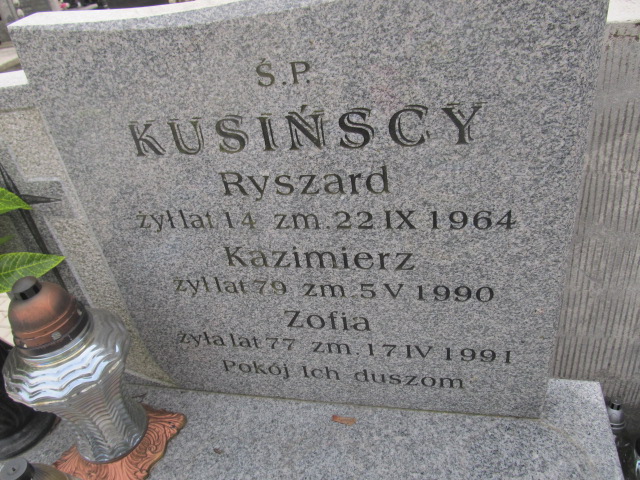 Ś.P.
KUSIŃSCY
Ryszard
żył lat 14 zm. 22 IX 1964
Kazimierz
żył lat 79 zm. 5 V 1990
Zofia
żyła lat 77 zm. 17 IV 1991
Pokój Ich duszom